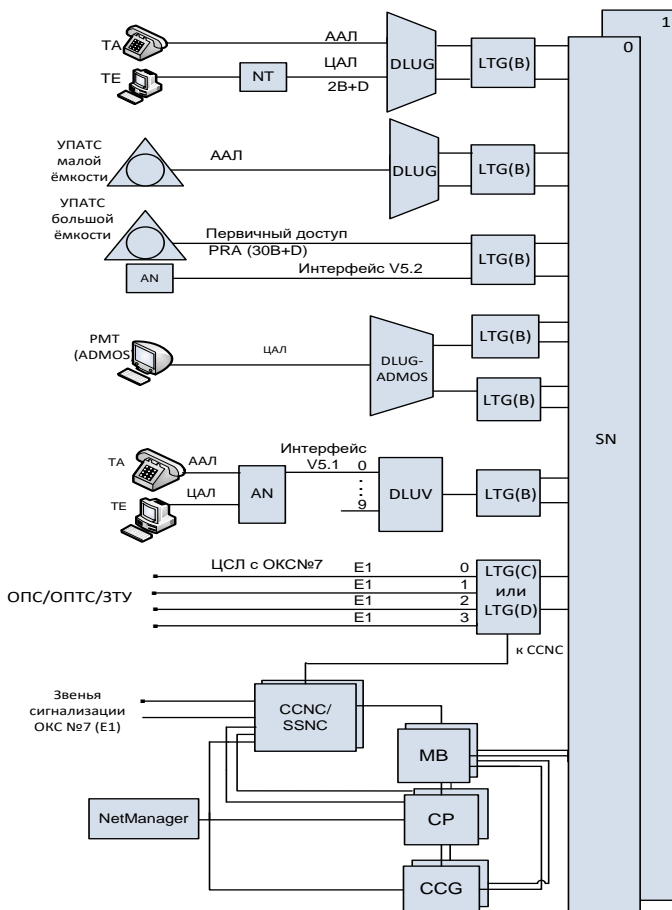 1
0
ТА
ААЛ
ТЕ
NT
ЦАЛ
2B+D
DLUG
LTG(B)
УПАТС
малой
ёмкости
ААЛ
DLUG
LTG(B)
УПАТС
большой
ёмкости
Первичный доступ
PRA (30B+D)
AN
Интерфейс V5.2
LTG(B)
РМТ
(ADMOS)
ЦАЛ
DLUG-
ADMOS
LTG(B)
LTG(B)
SN
ТА
ААЛ
ТЕ
ЦАЛ
AN
Интерфейс
V5.1
0
9
DLUV
LTG(B)
ОПС/ОПТС/ЗТУ
ЦСЛ с ОКС№7
E1
0
E1
1
E1
2
E1
3
LTG(C)
или
LTG(D)
к CCNC
Звенья
сигнализации
ОКС №7 (E1)
CCNC/
SSNC
MB
NetManager
CP
CCG